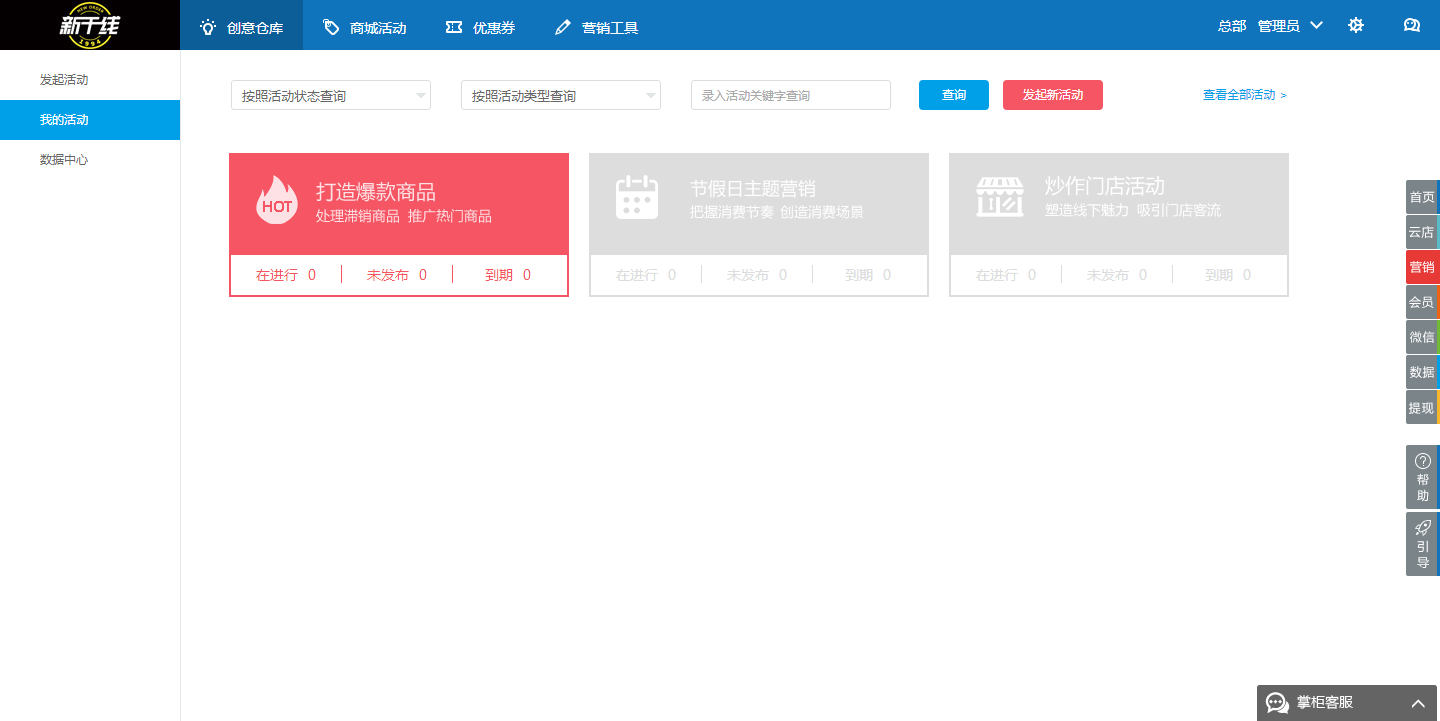 NEW ORDER
新干线
1994
创意仓库
商城活动
优惠券
营销工具
总部 管理员
发起活动
我的活动
数据中心
按照活动状态查询
按照活动类型查询
录入活动关键字查询
查询
发起新活动
查看全部活动 >
HOT
打造爆款商品
处理滞销商品 推广热门商品
在进行 0
未发布 0
到期 0
节假日主题营销
把握消费节奏 创造消费场景
在进行 0
未发布 0
到期 0
炒作门店活动
塑造线下魅力 吸引门店客流
在进行 0
未发布 0
到期 0
首页
云店
营销
会员
微信
数据
提现
帮助
引导
掌柜客服